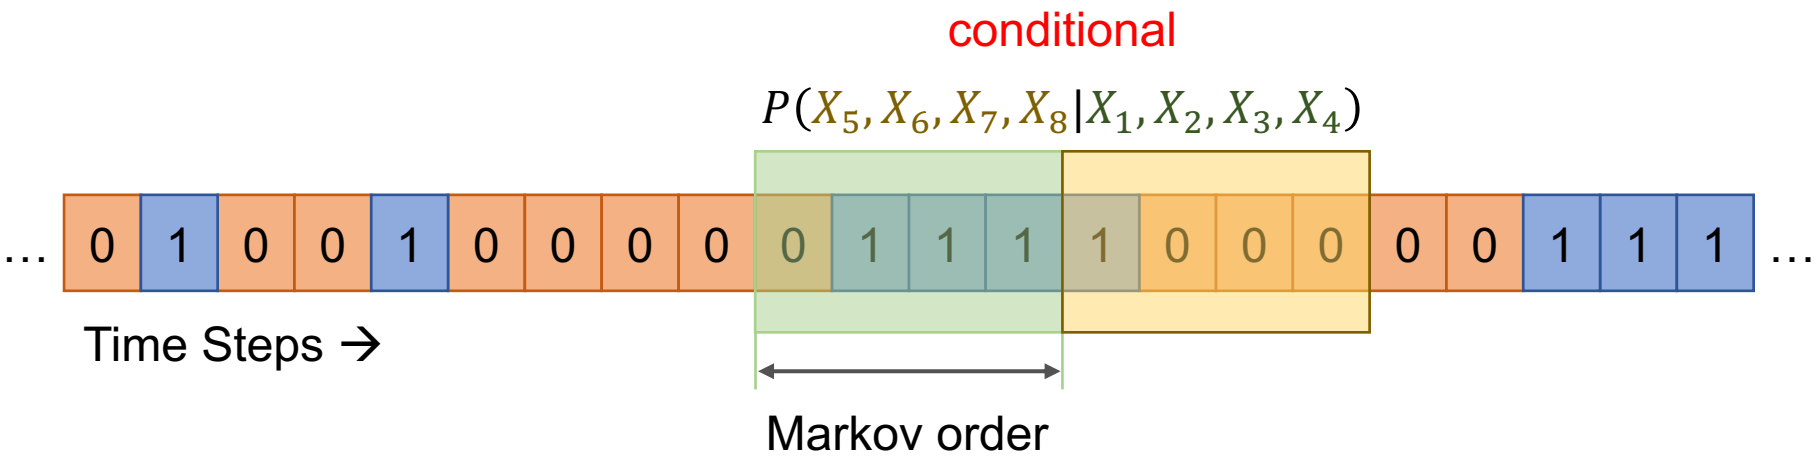 conditional
P(X₅, X₆, X₇, X₈|X₁, X₂, X₃, X₄)
... 0 1 0 0 1 0 0 0 0 0 1 1 1 1 0 0 0 0 0 1 1 1 ...
Time Steps →
Markov order